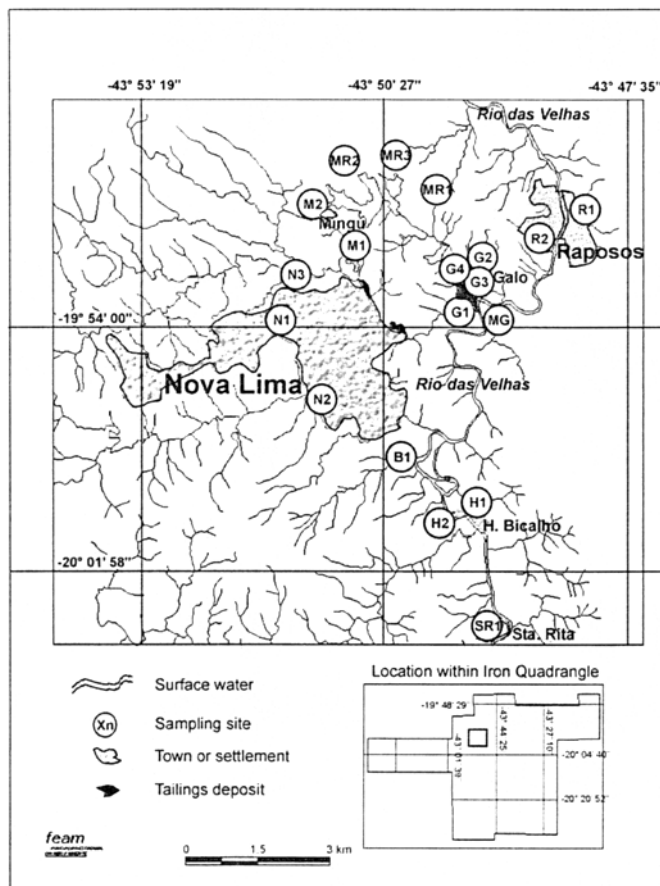 -43° 53 19'' -43° 50 27'' -43° 47' 35''
Rio das Velhas
MR2 MR3
MR1
M2
R1
M1
R2
G2
Raposos
G4
N3
G3 Galo
G1
-19° 54 00''
N1
MG
Nova Lima
Rio das Velhas
N2
B1
H1
H2 H. Bicalho
-20° 01 58''
SR1 Sta. Rita
Surface water
Xn Sampling site
Town or settlement
Tailings deposit
feam
0 1.5 3 km
Location within Iron Quadrangle
-19° 48' 29''
43° 44' 25
43° 27' 10
-43° 01 39
-20° 04' 40
-20° 20' 52